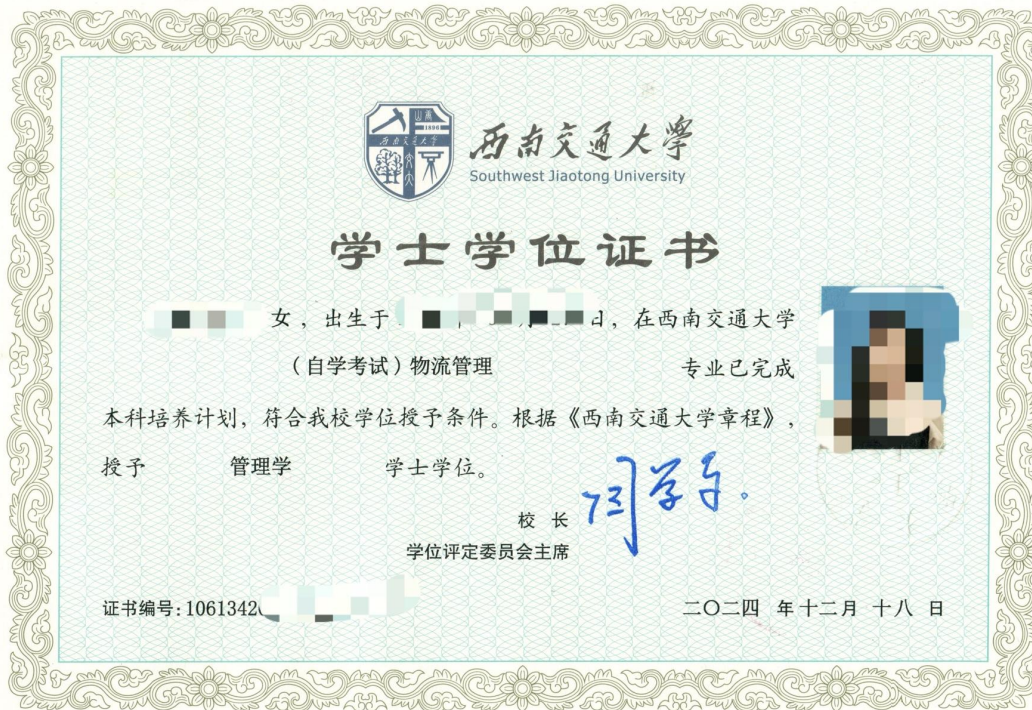 西南交通大學
Southwest Jiaotong University
学士学位证书
女，出生于 日，在西南交通大学
（自学考试）物流管理 专业已完成
本科培养计划，符合我校学位授予条件。根据《西南交通大学章程》，
授予 管理学 学士学位。
校 长
学位评定委员会主席
证书编号：1061342
二〇二四 年 十二 月 十八 日